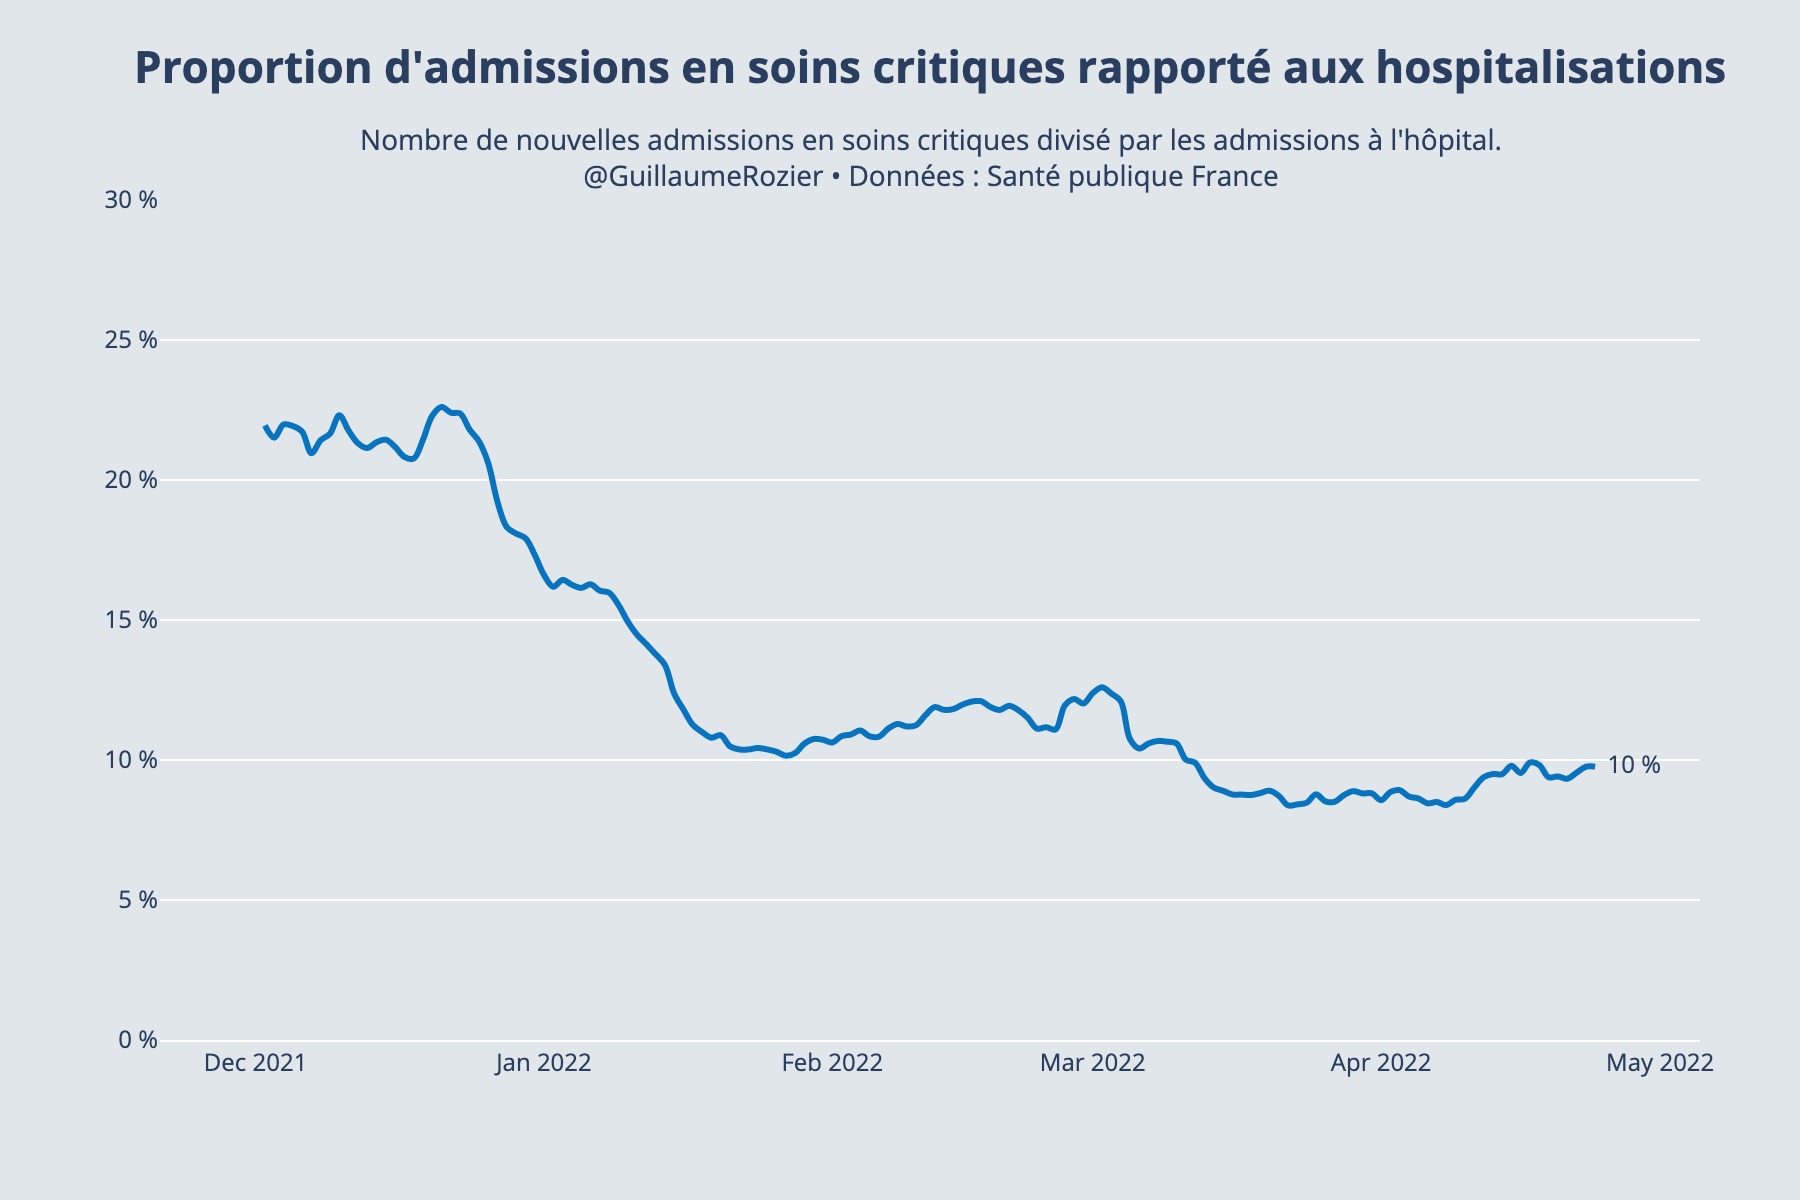 Proportion d'admissions en soins critiques rapporté aux hospitalisations
Nombre de nouvelles admissions en soins critiques divisé par les admissions à l'hôpital.
@GuillaumeRozier • Données : Santé publique France
30 %
25 %
20 %
15 %
10 %
10 %
5 %
0 %
Dec 2021
Jan 2022
Feb 2022
Mar 2022
Apr 2022
May 2022